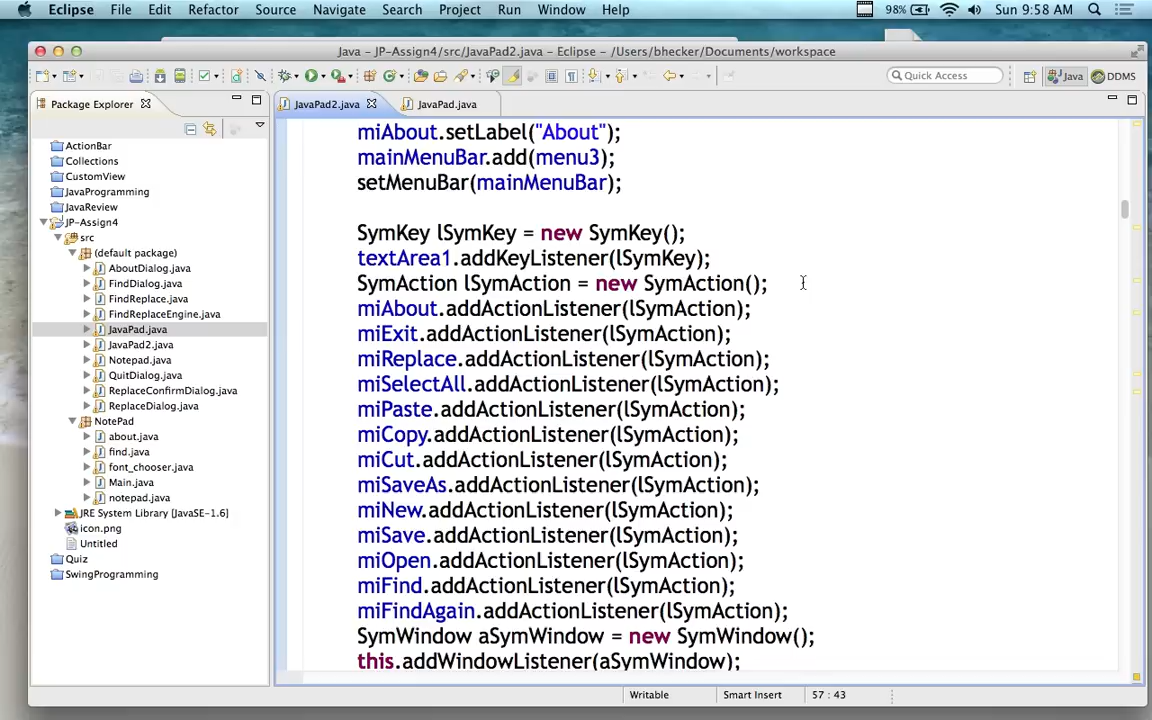 Eclipse File Edit Refactor Source Navigate Search Project Run Window Help 98% Sun 9:58 AM
Java – JP-Assign4/src/JavaPad2.java – Eclipse – /Users/bhecker/Documents/workspace
Quick Access Java DDMS
Package Explorer JavaPad2.java JavaPad.java
ActionBar
Collections
CustomView
JavaProgramming
JavaReview
JP-Assign4
src
(default package)
AboutDialog.java
FindDialog.java
FindReplace.java
FindReplaceEngine.java
JavaPad.java
JavaPad2.java
Notepad.java
QuitDialog.java
ReplaceConfirmDialog.java
ReplaceDialog.java
NotePad
about.java
find.java
font_chooser.java
Main.java
notepad.java
JRE System Library [JavaSE-1.6]
icon.png
Untitled
Quiz
SwingProgramming
miAbout.setLabel("About");
mainMenuBar.add(menu3);
setMenuBar(mainMenuBar);
SymKey lSymKey = new SymKey();
textArea1.addKeyListener(lSymKey);
SymAction lSymAction = new SymAction();
miAbout.addActionListener(lSymAction);
miExit.addActionListener(lSymAction);
miReplace.addActionListener(lSymAction);
miSelectAll.addActionListener(lSymAction);
miPaste.addActionListener(lSymAction);
miCopy.addActionListener(lSymAction);
miCut.addActionListener(lSymAction);
miSaveAs.addActionListener(lSymAction);
miNew.addActionListener(lSymAction);
miSave.addActionListener(lSymAction);
miOpen.addActionListener(lSymAction);
miFind.addActionListener(lSymAction);
miFindAgain.addActionListener(lSymAction);
SymWindow aSymWindow = new SymWindow();
this.addWindowListener(aSymWindow);
Writable Smart Insert 57 : 43